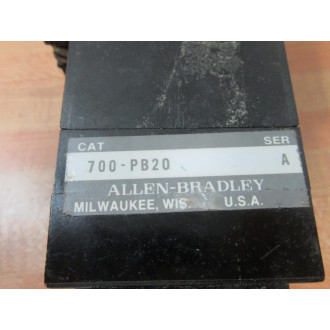 CAT SER
700-PB20 A
ALLEN-BRADLEY
MILWAUKEE, WIS. U.S.A.